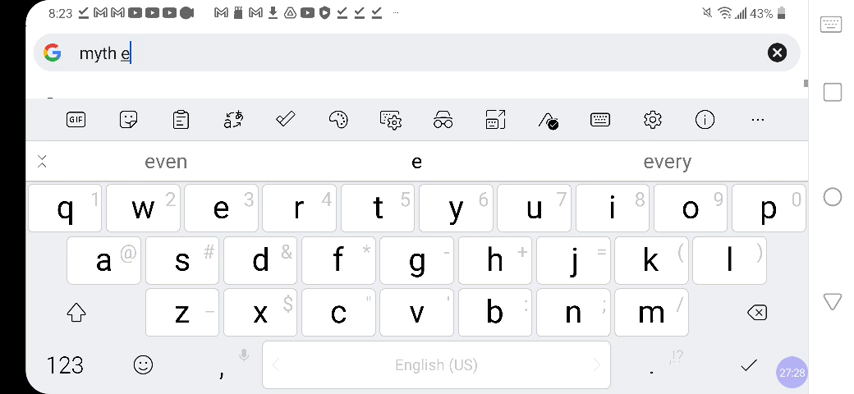 8:23 43%
myth e
GIF
even e every
q 1 w 2 e 3 r 4 t 5 y 6 u 7 i 8 o 9 p 0
a @ s # d & f * g - h + j = k ( l )
z _ x $ c " v ' b : n ; m /
123 , English (US) . ,!?
27:28